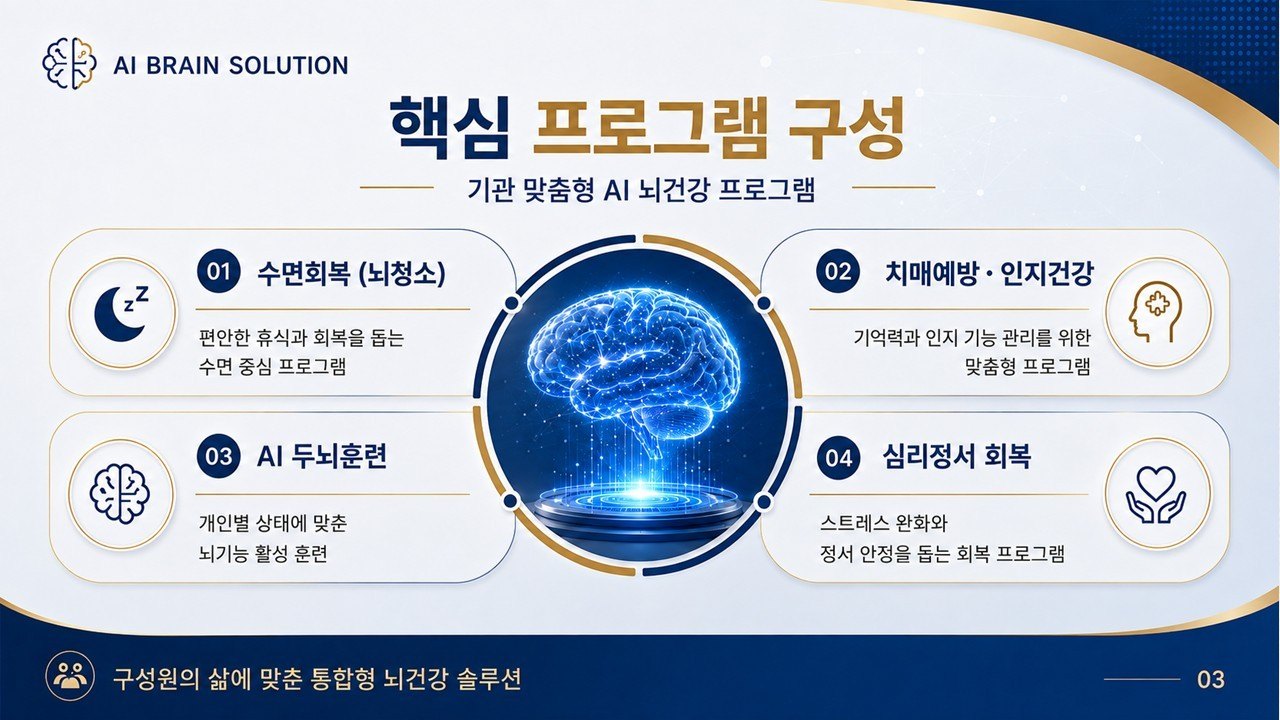 AI BRAIN SOLUTION
핵심 프로그램 구성
기관 맞춤형 AI 뇌건강 프로그램
01 수면회복 (뇌청소)
편안한 휴식과 회복을 돕는
수면 중심 프로그램
zz
02 치매예방 · 인지건강
기억력과 인지 기능 관리를 위한
맞춤형 프로그램
03 AI 두뇌훈련
개인별 상태에 맞춘
뇌기능 활성 훈련
04 심리정서 회복
스트레스 완화와
정서 안정을 돕는 회복 프로그램
구성원의 삶에 맞춘 통합형 뇌건강 솔루션
03